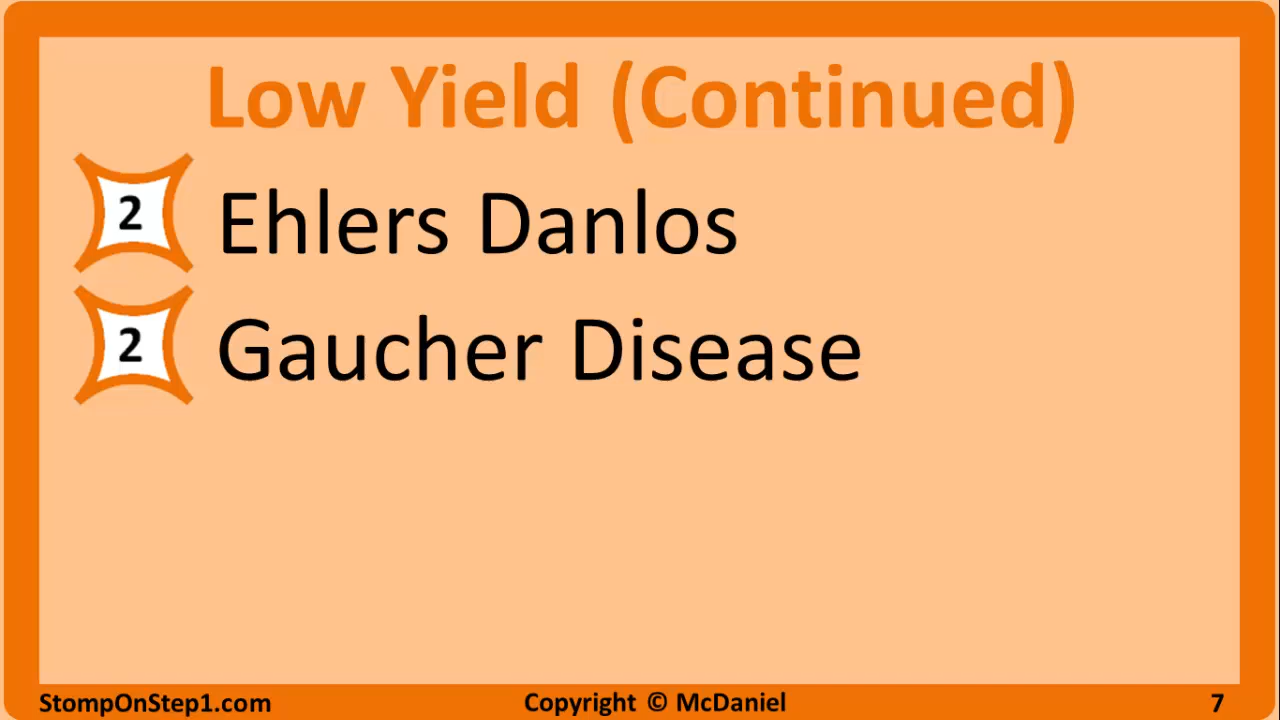 Low Yield (Continued)
2 Ehlers Danlos
2 Gaucher Disease
StompOnStep1.com Copyright © McDaniel 7